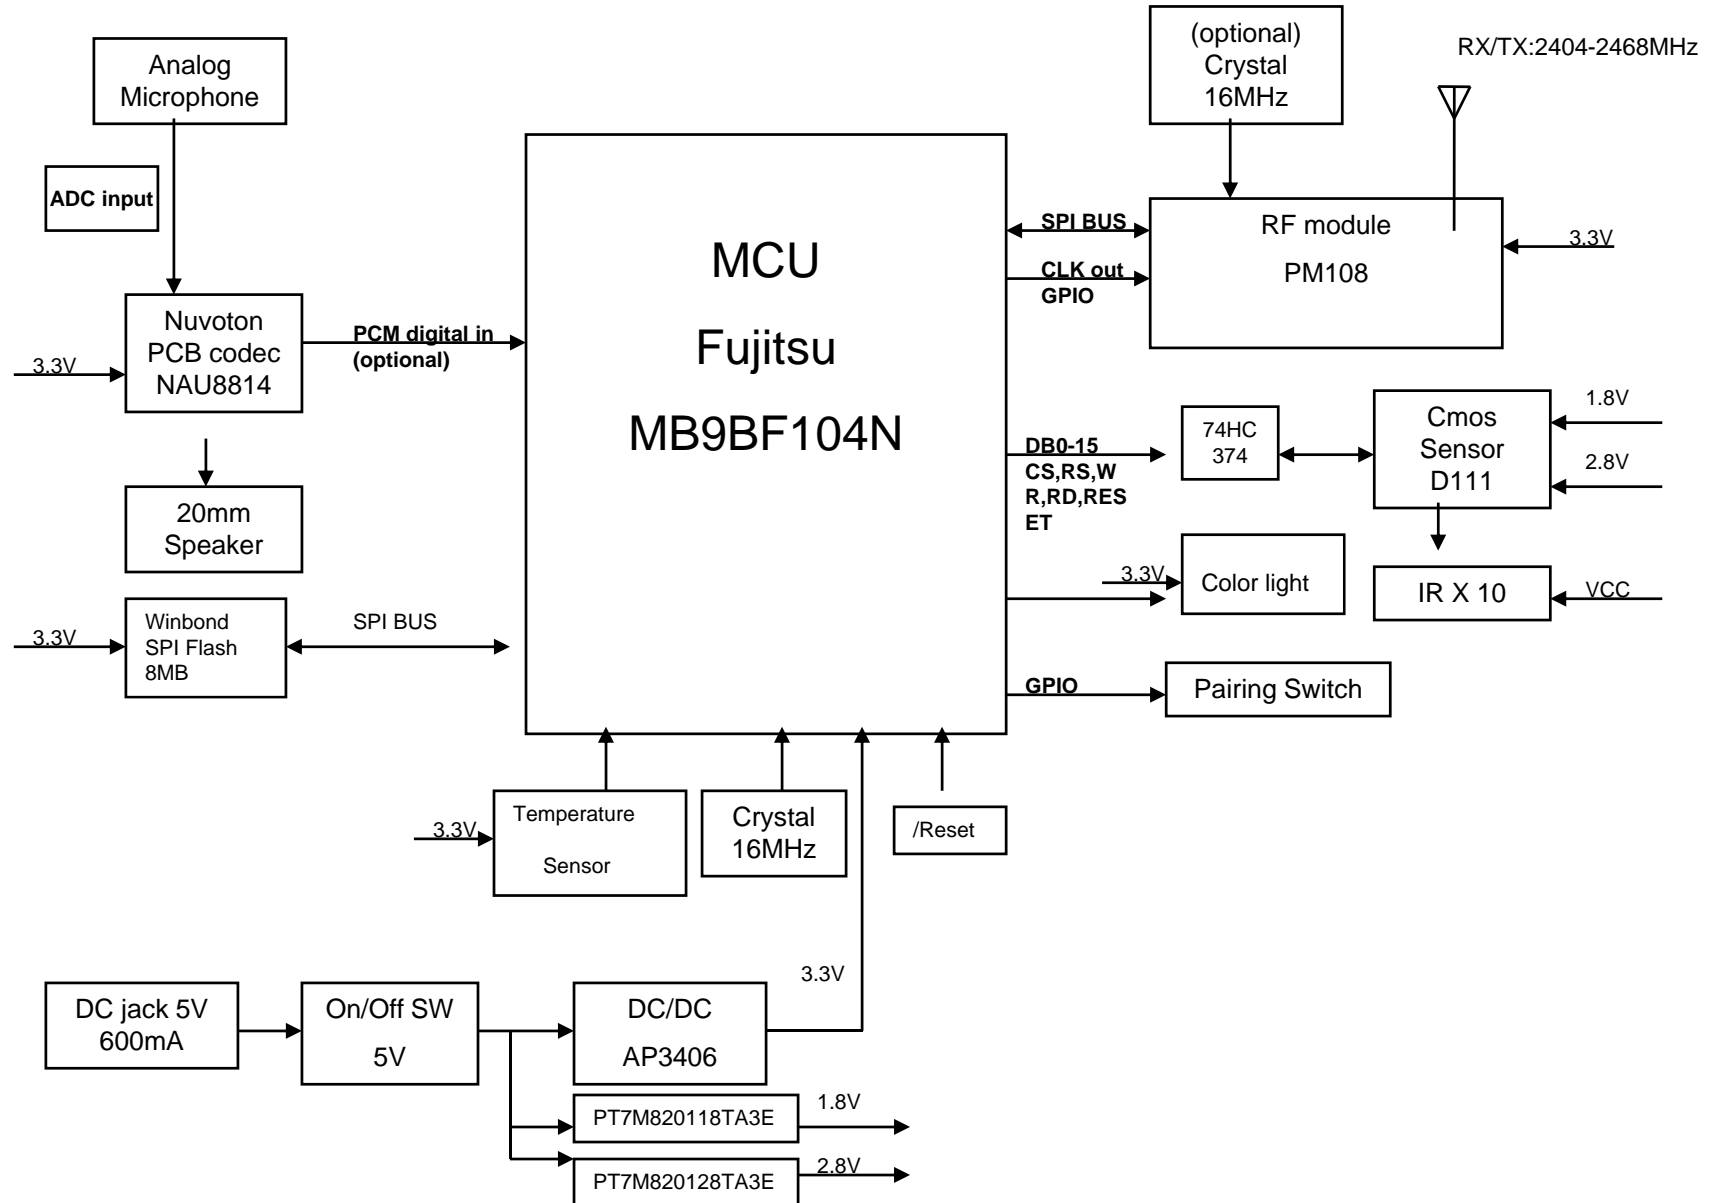 (optional)
Crystal
16MHz
RX/TX:2404-2468MHz
Analog
Microphone
ADC input
MCU
Fujitsu
MB9BF104N
SPI BUS
CLK out
GPIO
RF module
PM108
3.3V
Nuvoton
PCB codec
NAU8814
3.3V
PCM digital in
(optional)
20mm
Speaker
DB0-15
CS,RS,W
R,RD,RES
ET
74HC
374
Cmos
Sensor
D111
1.8V
2.8V
3.3V
Color light
IR X 10
VCC
3.3V
Winbond
SPI Flash
8MB
SPI BUS
GPIO
Pairing Switch
3.3V
Temperature
Sensor
Crystal
16MHz
/Reset
3.3V
DC jack 5V
600mA
On/Off SW
5V
DC/DC
AP3406
PT7M820118TA3E
1.8V
PT7M820128TA3E
2.8V